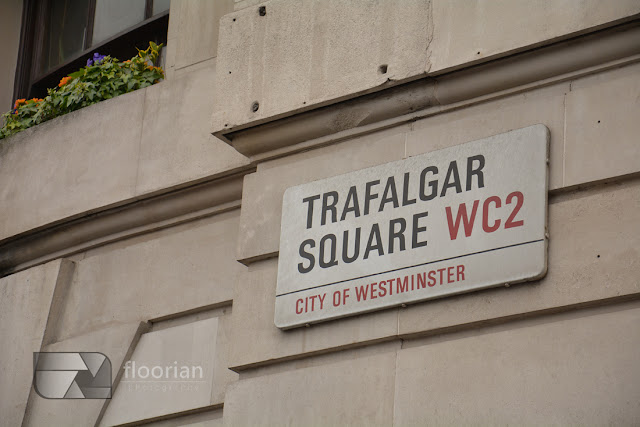 TRAFALGAR
SQUARE WC2
CITY OF WESTMINSTER
floorian